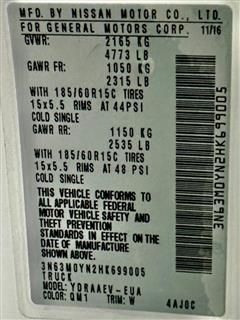 MFG. BY NISSAN MOTOR CO., LTD.
FOR GENERAL MOTORS CORP. 11/16
GVWR: 2165 KG
4773 LB
GAWR FR: 1050 KG
2315 LB
WITH 185/60R15C TIRES
15x5.5 RIMS AT 44PSI
COLD SINGLE
GAWR RR: 1150 KG
2535 LB
WITH 185/60R15C TIRES
15x5.5 RIMS AT 48 PSI
COLD SINGLE
THIS VEHICLE CONFORMS TO
ALL APPLICABLE FEDERAL
MOTOR VEHICLE SAFETY AND
THEFT PREVENTION STANDARDS
IN EFFECT ON THE DATE OF
MANUFACTURE SHOWN ABOVE.
3N63M0YN2HK699005
TRUCK
MODEL: YDRAAEV-EUA
COLOR: QM1 TRIM: W 4AJ0C
3N63M0YN2HK699005